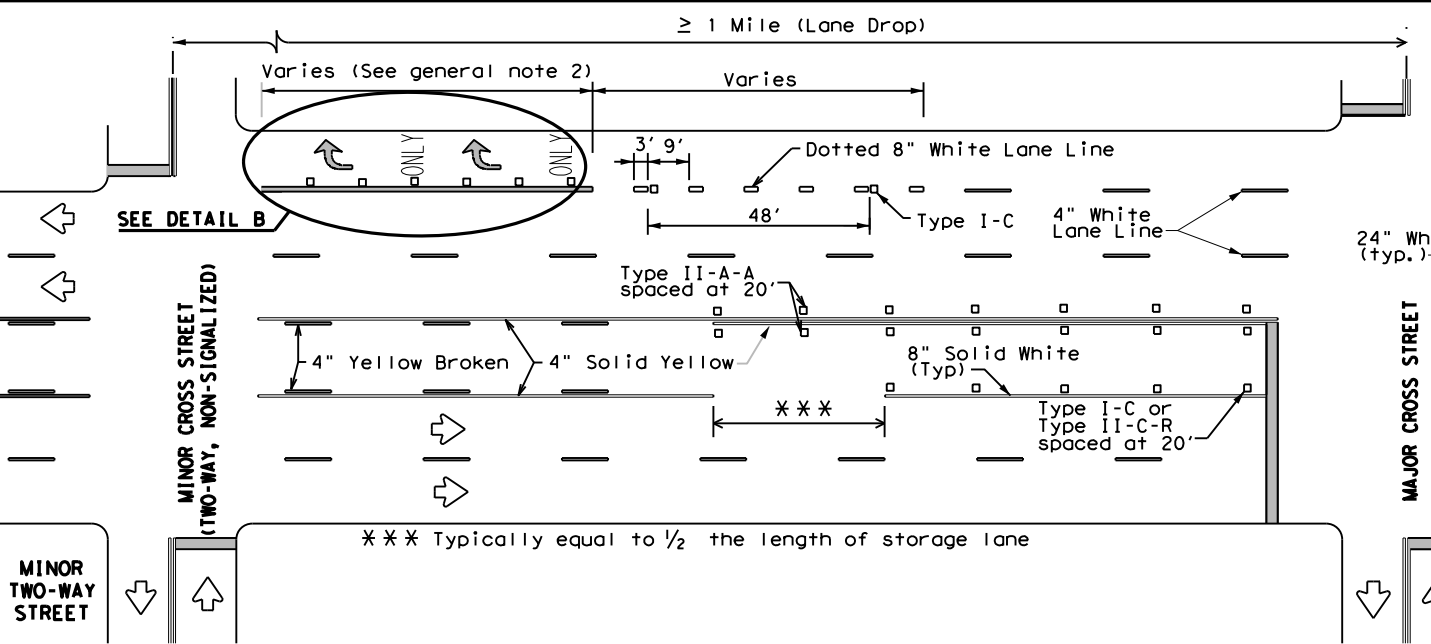 ≥ 1 Mile (Lane Drop)
Varies (See general note 2)
Varies
ONLY
ONLY
3' 9'
Dotted 8" White Lane Line
SEE DETAIL B
48'
Type I-C
4" White
Lane Line
24" Wh
(typ.)
Type II-A-A
spaced at 20'
MINOR CROSS STREET
(TWO-WAY, NON-SIGNALIZED)
MAJOR CROSS STREET
4" Yellow Broken
4" Solid Yellow
8" Solid White
(Typ)
***
Type I-C or
Type II-C-R
spaced at 20'
*** Typically equal to ½ the length of storage lane
MINOR
TWO-WAY
STREET